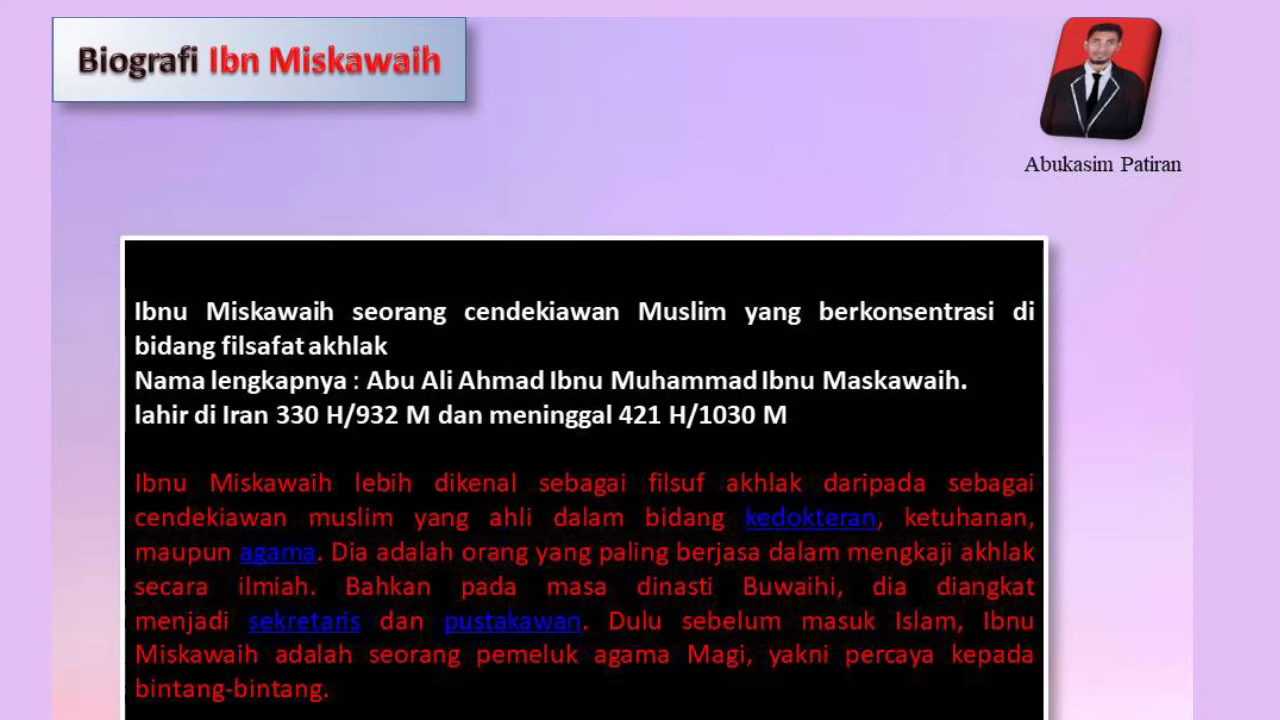 Biografi Ibn Miskawaih
Abukasim Patiran
Ibnu Miskawaih seorang cendekiawan Muslim yang berkonsentrasi di
bidang filsafat akhlak
Nama lengkapnya : Abu Ali Ahmad Ibnu Muhammad Ibnu Maskawaih.
lahir di Iran 330 H/932 M dan meninggal 421 H/1030 M
Ibnu Miskawaih lebih dikenal sebagai filsuf akhlak daripada sebagai
cendekiawan muslim yang ahli dalam bidang kedokteran, ketuhanan,
maupun agama. Dia adalah orang yang paling berjasa dalam mengkaji akhlak
secara ilmiah. Bahkan pada masa dinasti Buwaihi, dia diangkat
menjadi sekretaris dan pustakawan. Dulu sebelum masuk Islam, Ibnu
Miskawaih adalah seorang pemeluk agama Magi, yakni percaya kepada
bintang-bintang.